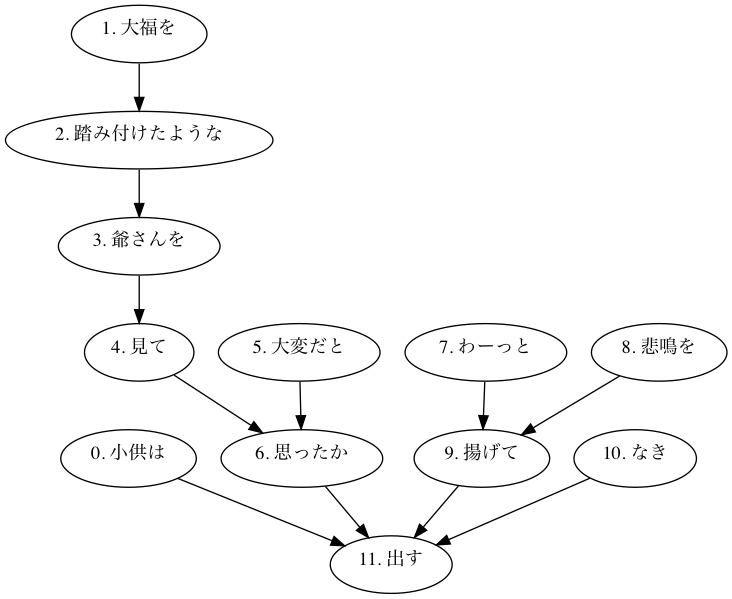 1. 大福を
2. 踏み付けたような
3. 爺さんを
4. 見て
5. 大変だと
7. わーっと
8. 悲鳴を
0. 小供は
6. 思ったか
9. 揚げて
10. なき
11. 出す